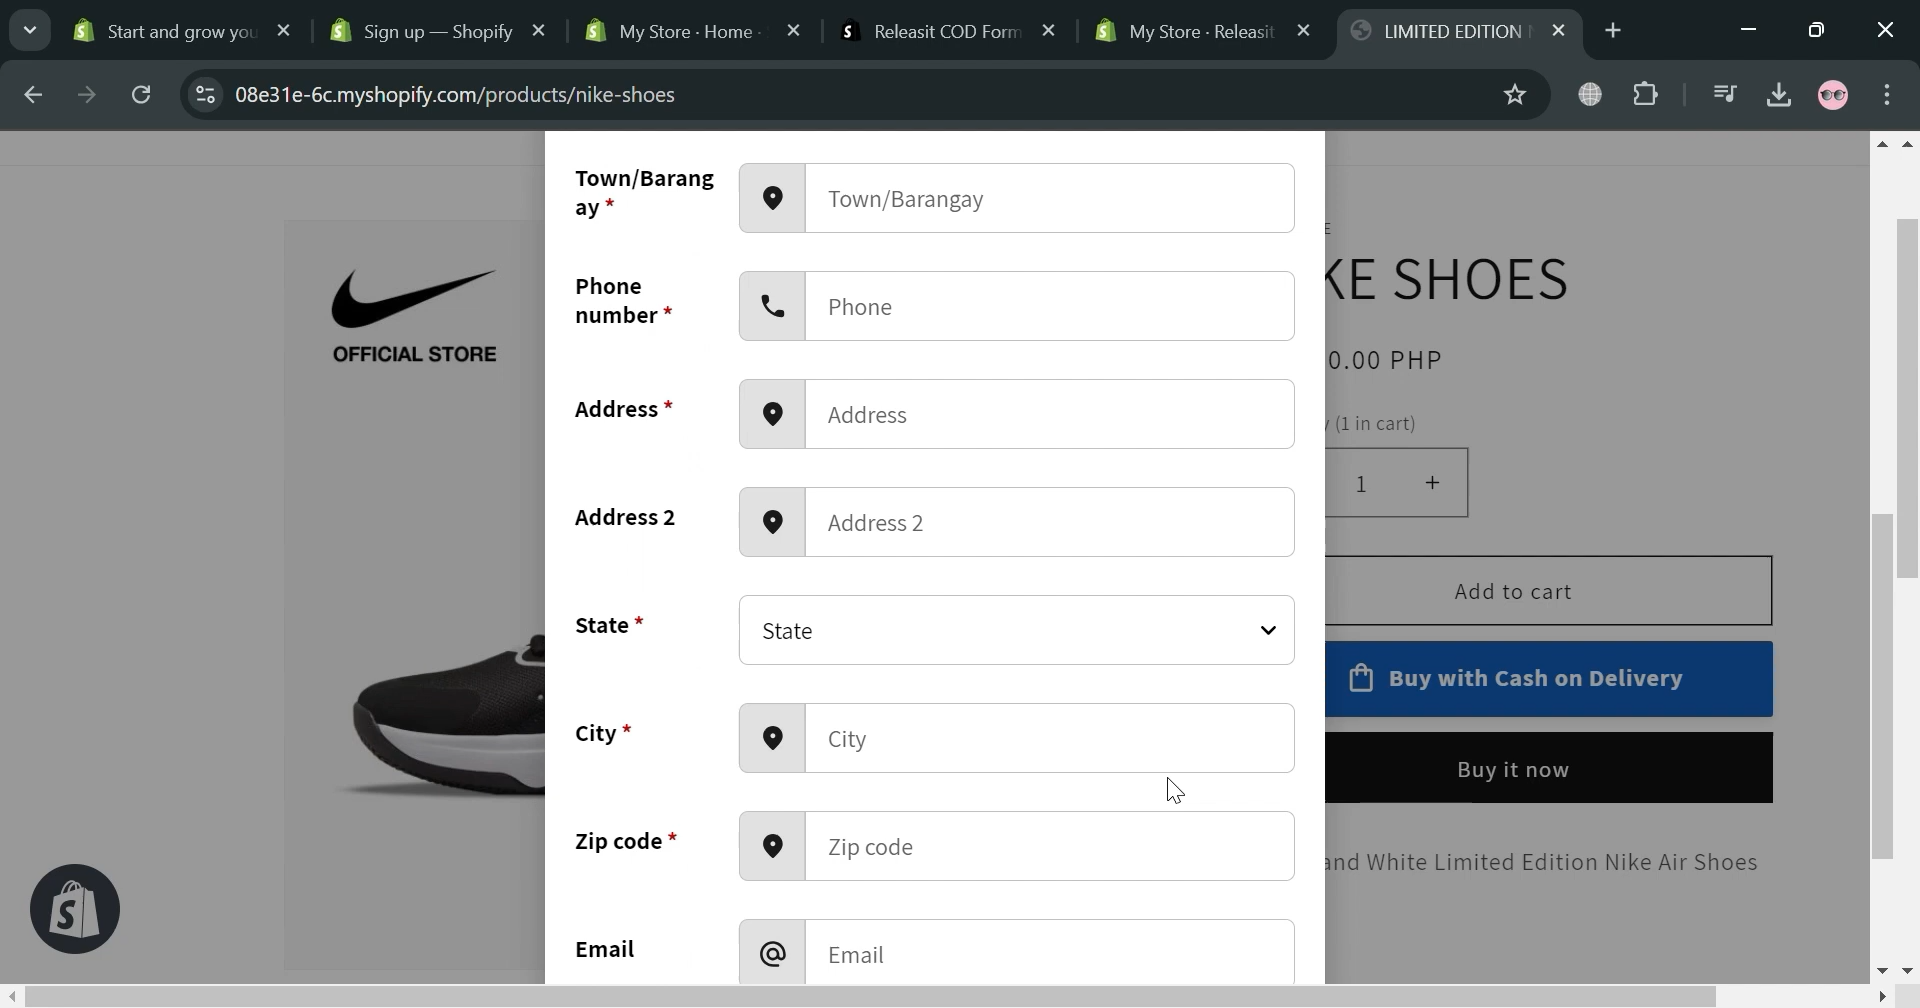 Start and grow you
Sign up — Shopify
My Store · Home ·
Releasit COD Form
My Store · Releasit
LIMITED EDITION
08e31e-6c.myshopify.com/products/nike-shoes
Town/Barang
ay *
Town/Barangay
Phone
number *
Phone
Address *
Address
Address 2
Address 2
State *
State
City *
City
Zip code *
Zip code
Email
@
Email
OFFICIAL STORE
E
KE SHOES
0.00 PHP
y (1 in cart)
1
+
Add to cart
Buy with Cash on Delivery
Buy it now
and White Limited Edition Nike Air Shoes